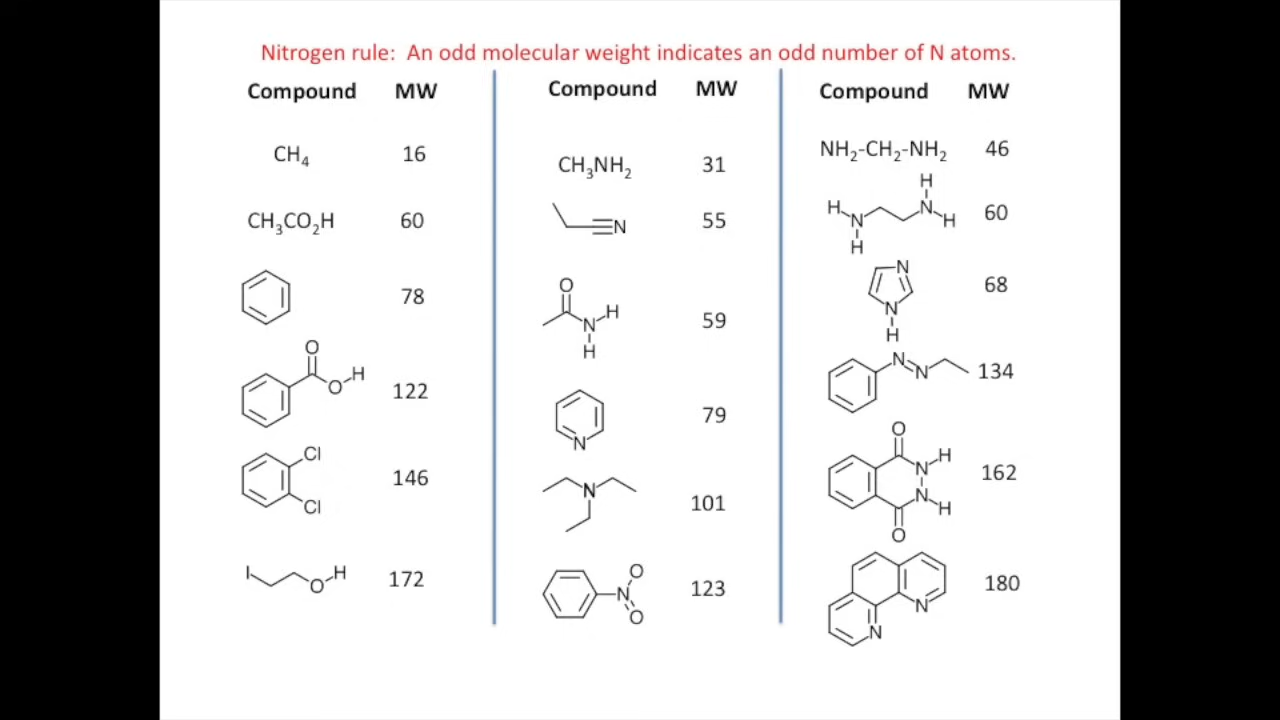 Nitrogen rule: An odd molecular weight indicates an odd number of N atoms.
Compound MW
CH₄ 16
CH₃CO₂H 60
78
O
O H
122
Cl
Cl
146
I
O H
172
Compound MW
CH₃NH₂ 31
N 55
O
N H
H
59
N
79
N
101
O
N
O
123
Compound MW
NH₂-CH₂-NH₂ 46
H
H N N H
H
60
N
N
H
68
N N
134
O
N H
N H
O
162
N
N
180